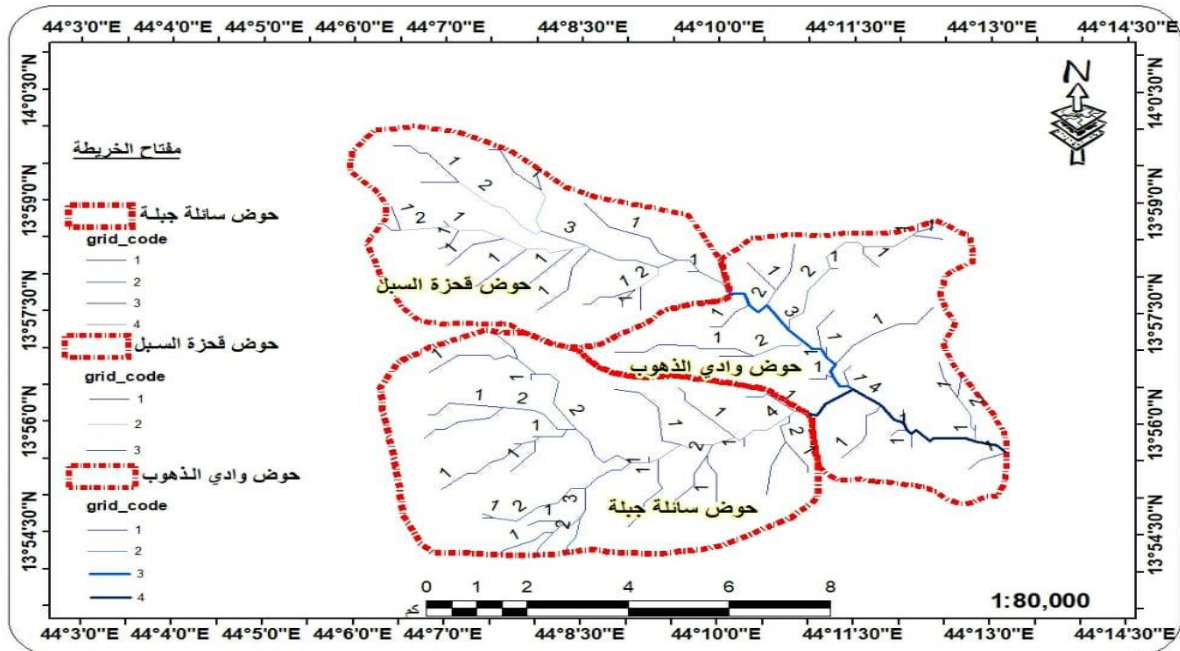 44°3'0"E 44°4'0"E 44°5'0"E 44°6'0"E 44°7'0"E 44°8'30"E 44°10'0"E 44°11'30"E 44°13'0"E 44°14'30"E
14°0'30"N
13°59'0"N
13°57'30"N
13°56'0"N
13°54'30"N
N
مفتاح الخريطة
حوض سائلة جبلة
grid_code
1
2
3
4
حوض قحزة السبل
grid_code
1
2
3
حوض وادي الذهوب
grid_code
1
2
3
4
حوض قحزة السبل
حوض وادي الذهوب
حوض سائلة جبلة
0 1 2 4 6 8
كم
1:80,000
14°0'30"N
13°59'0"N
13°57'30"N
13°56'0"N
13°54'30"N
44°3'0"E 44°4'0"E 44°5'0"E 44°6'0"E 44°7'0"E 44°8'30"E 44°10'0"E 44°11'30"E 44°13'0"E 44°14'30"E